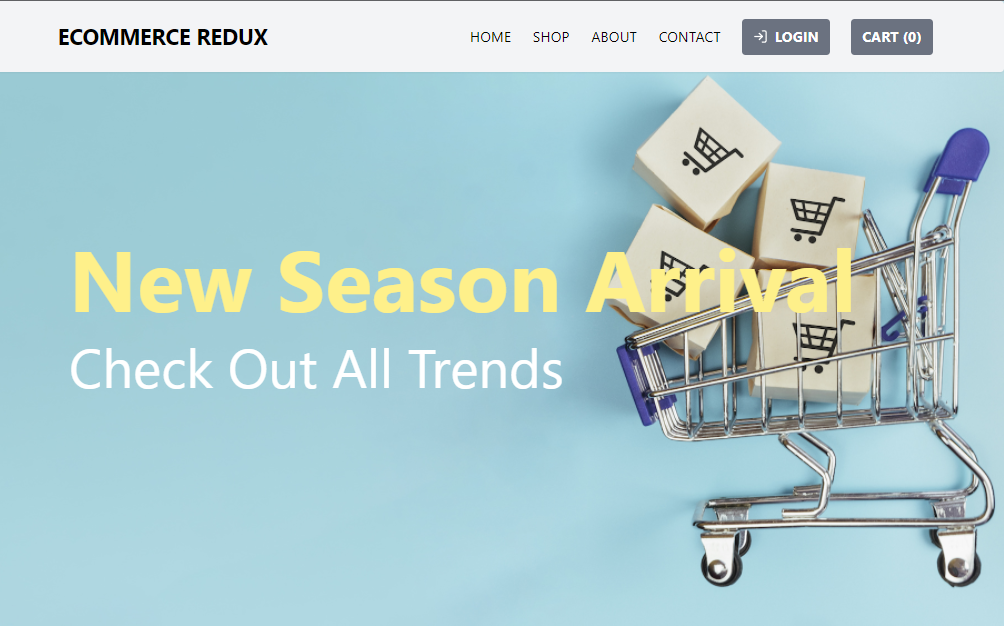 ECOMMERCE REDUX
HOME SHOP ABOUT CONTACT LOGIN CART (0)
New Season Arrival
Check Out All Trends